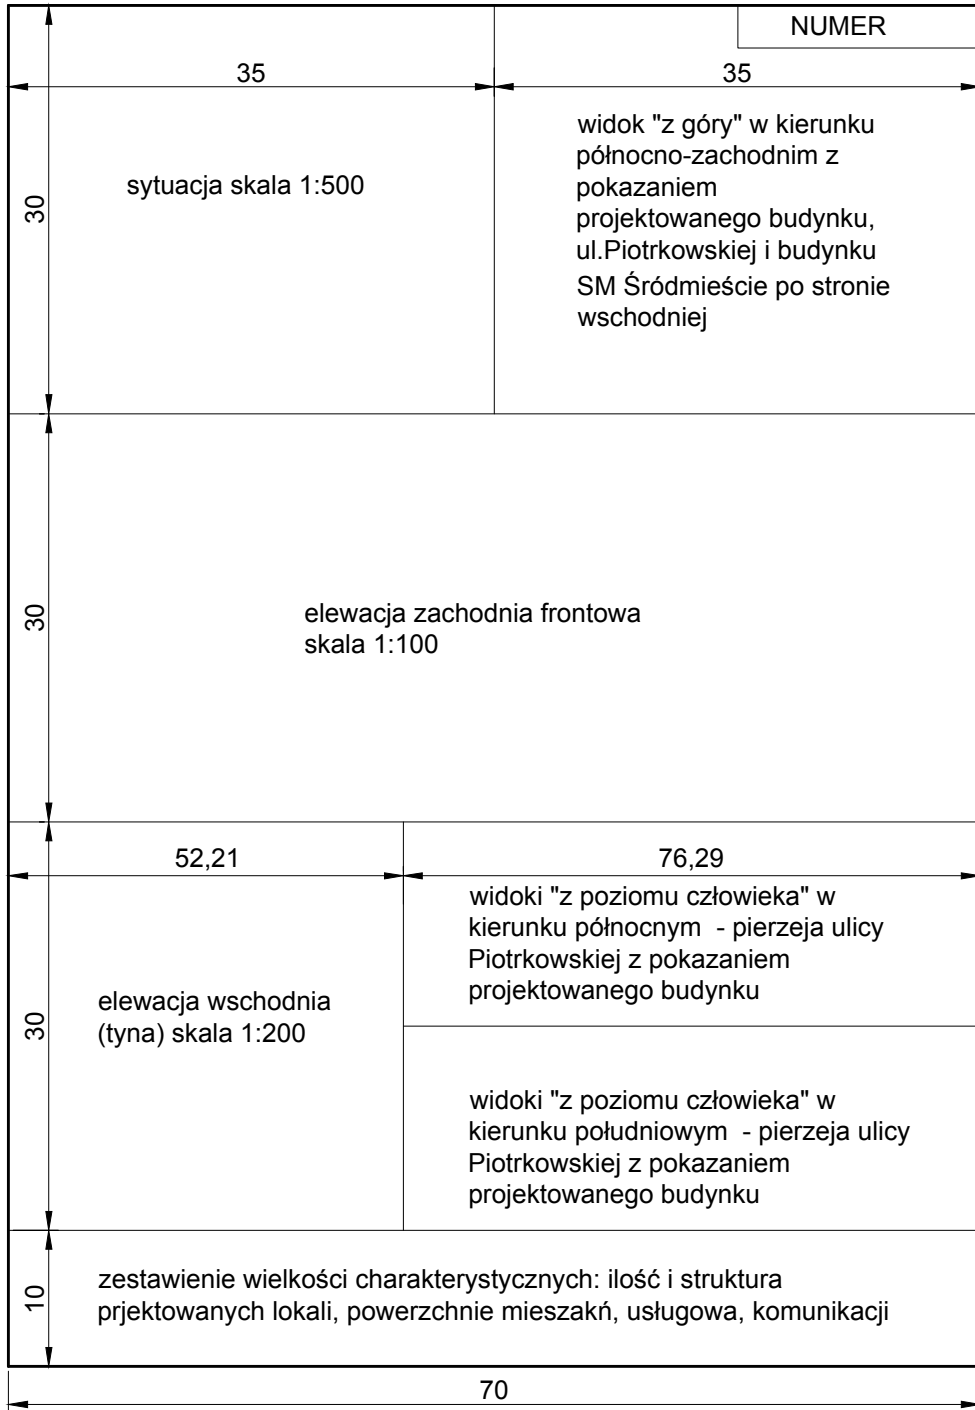 NUMER
35
35
30
sytuacja skala 1:500
widok "z góry" w kierunku
północno-zachodnim z
pokazaniem
projektowanego budynku,
ul.Piotrkowskiej i budynku
SM Śródmieście po stronie
wschodniej
30
elewacja zachodnia frontowa
skala 1:100
52,21
76,29
30
elewacja wschodnia
(tyna) skala 1:200
widoki "z poziomu człowieka" w
kierunku północnym - pierzeja ulicy
Piotrkowskiej z pokazaniem
projektowanego budynku
widoki "z poziomu człowieka" w
kierunku południowym - pierzeja ulicy
Piotrkowskiej z pokazaniem
projektowanego budynku
10
zestawienie wielkości charakterystycznych: ilość i struktura
prjektowanych lokali, powerzchnie mieszakń, usługowa, komunikacji
70